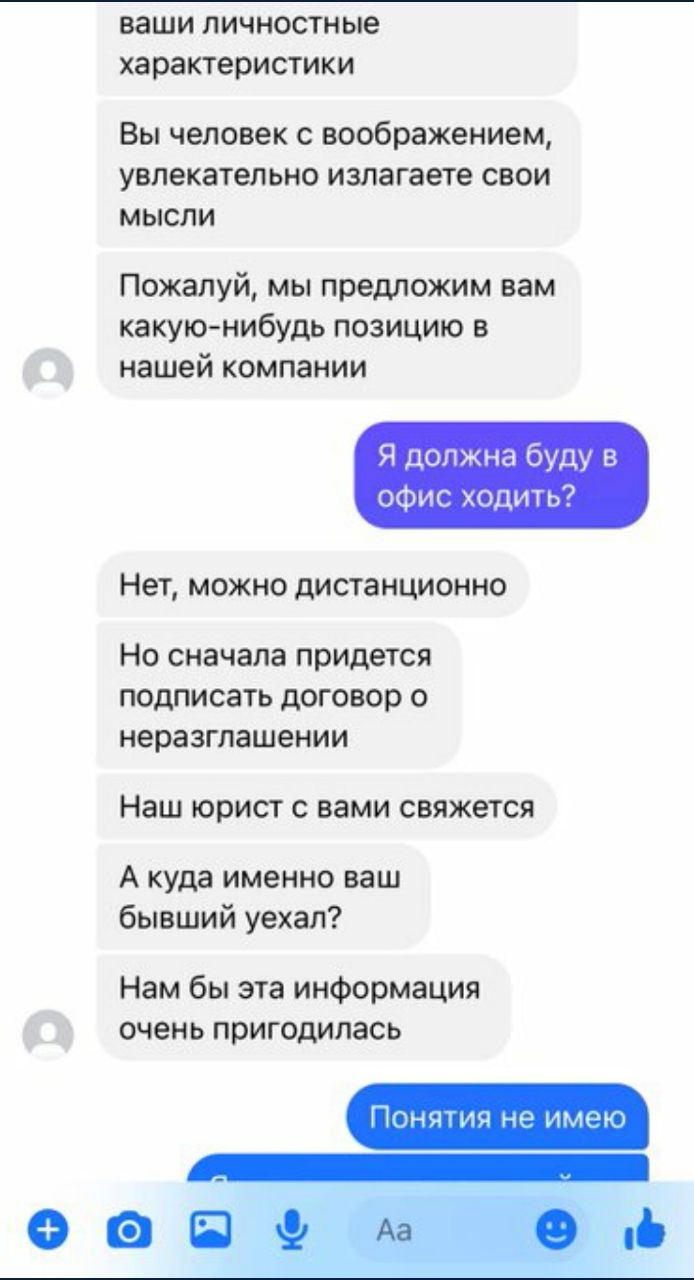 ваши личностные
характеристики
Вы человек с воображением,
увлекательно излагаете свои
мысли
Пожалуй, мы предложим вам
какую-нибудь позицию в
нашей компании
Я должна буду в
офис ходить?
Нет, можно дистанционно
Но сначала придется
подписать договор о
неразглашении
Наш юрист с вами свяжется
А куда именно ваш
бывший уехал?
Нам бы эта информация
очень пригодилась
Понятия не имею
Aa